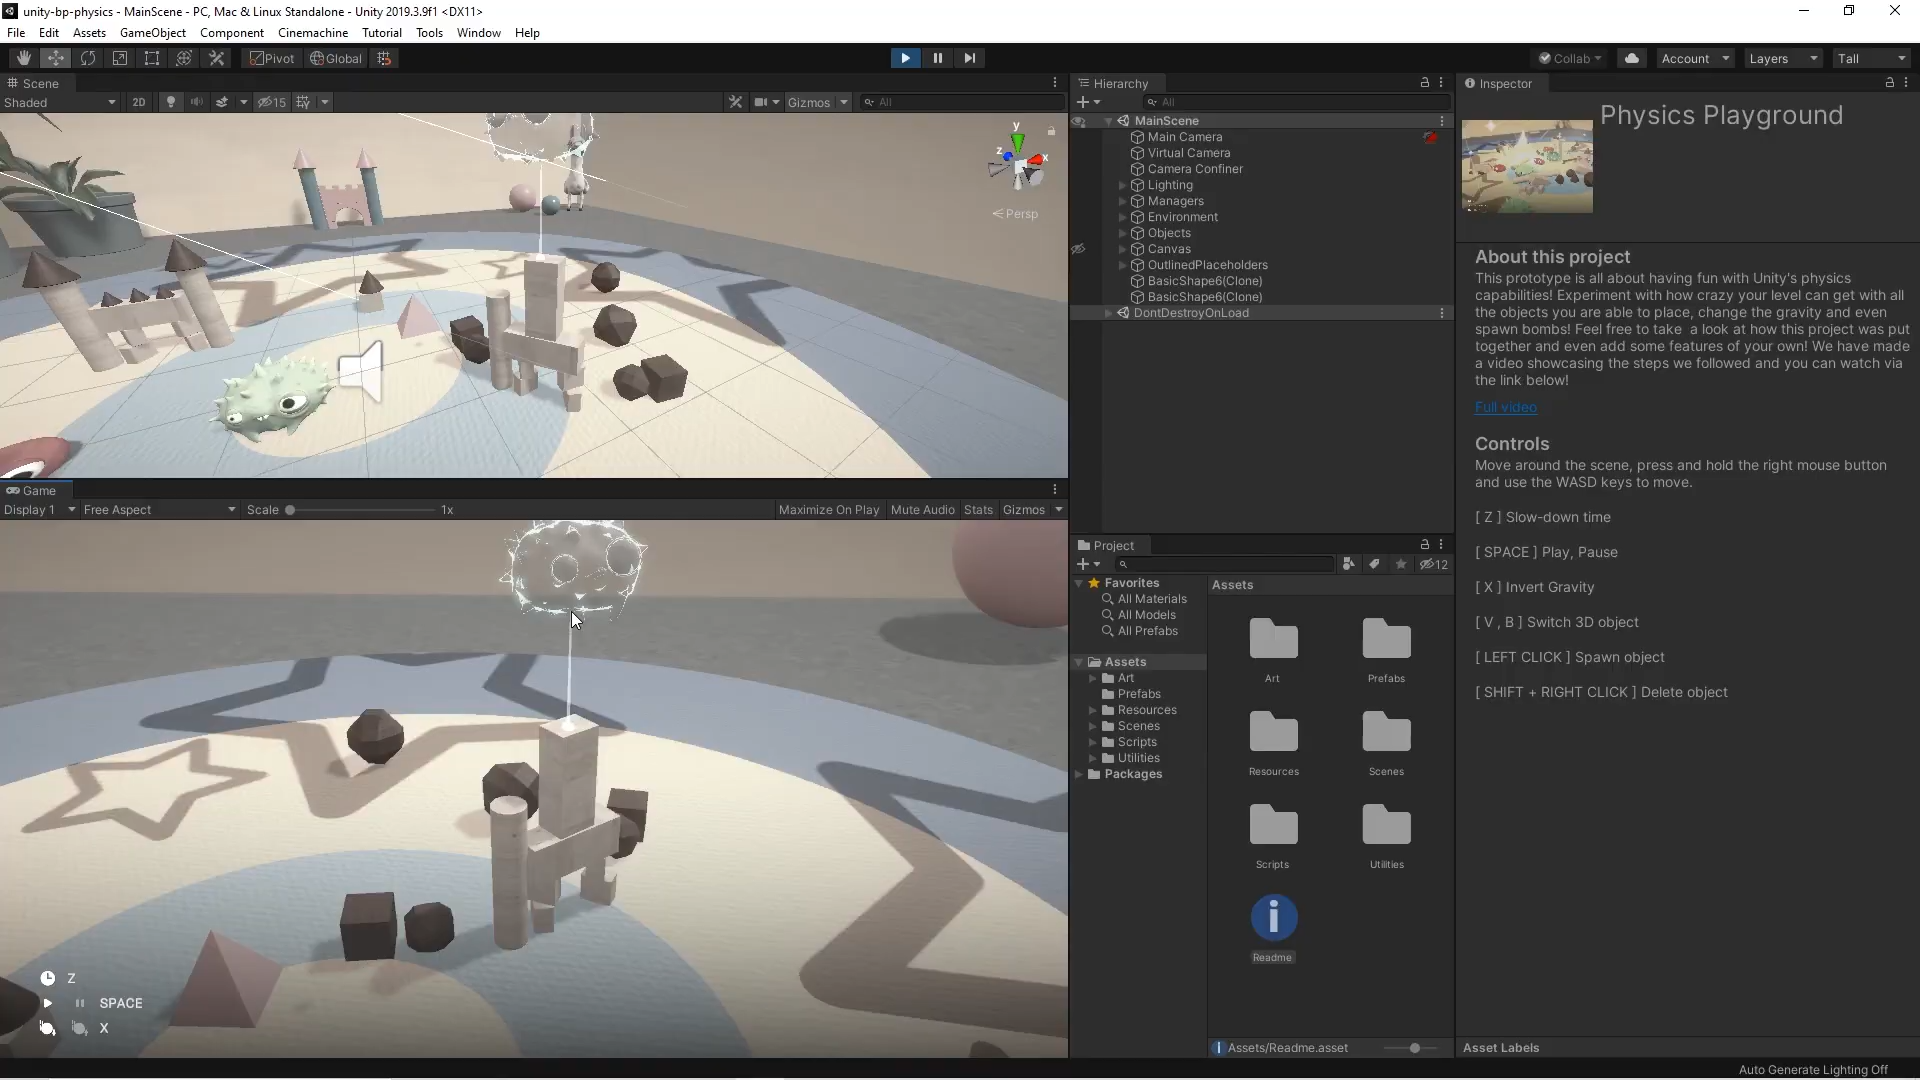 unity-bp-physics - MainScene - PC, Mac & Linux Standalone - Unity 2019.3.9f1 <DX11>
File Edit Assets GameObject Component Cinemachine Tutorial Tools Window Help
Pivot Global
Collab Account Layers Tall
Scene
Shaded 2D 15 Gizmos All
y
z x
Persp
Game
Display 1 Free Aspect Scale 1x Maximize On Play Mute Audio Stats Gizmos
Z
SPACE
X
Hierarchy
All
MainScene
Main Camera
Virtual Camera
Camera Confiner
Lighting
Managers
Environment
Objects
Canvas
OutlinedPlaceholders
BasicShape6(Clone)
BasicShape6(Clone)
DontDestroyOnLoad
Project
12
Favorites
All Materials
All Models
All Prefabs
Assets
Art
Prefabs
Resources
Scenes
Scripts
Utilities
Packages
Assets
Art Prefabs
Resources Scenes
Scripts Utilities
Readme
Assets/Readme.asset
Inspector
Physics Playground
About this project
This prototype is all about having fun with Unity's physics
capabilities! Experiment with how crazy your level can get with all
the objects you are able to place, change the gravity and even
spawn bombs! Feel free to take a look at how this project was put
together and even add some features of your own! We have made
a video showcasing the steps we followed and you can watch via
the link below!
Full video
Controls
Move around the scene, press and hold the right mouse button
and use the WASD keys to move.
[ Z ] Slow-down time
[ SPACE ] Play, Pause
[ X ] Invert Gravity
[ V , B ] Switch 3D object
[ LEFT CLICK ] Spawn object
[ SHIFT + RIGHT CLICK ] Delete object
Asset Labels
Auto Generate Lighting Off